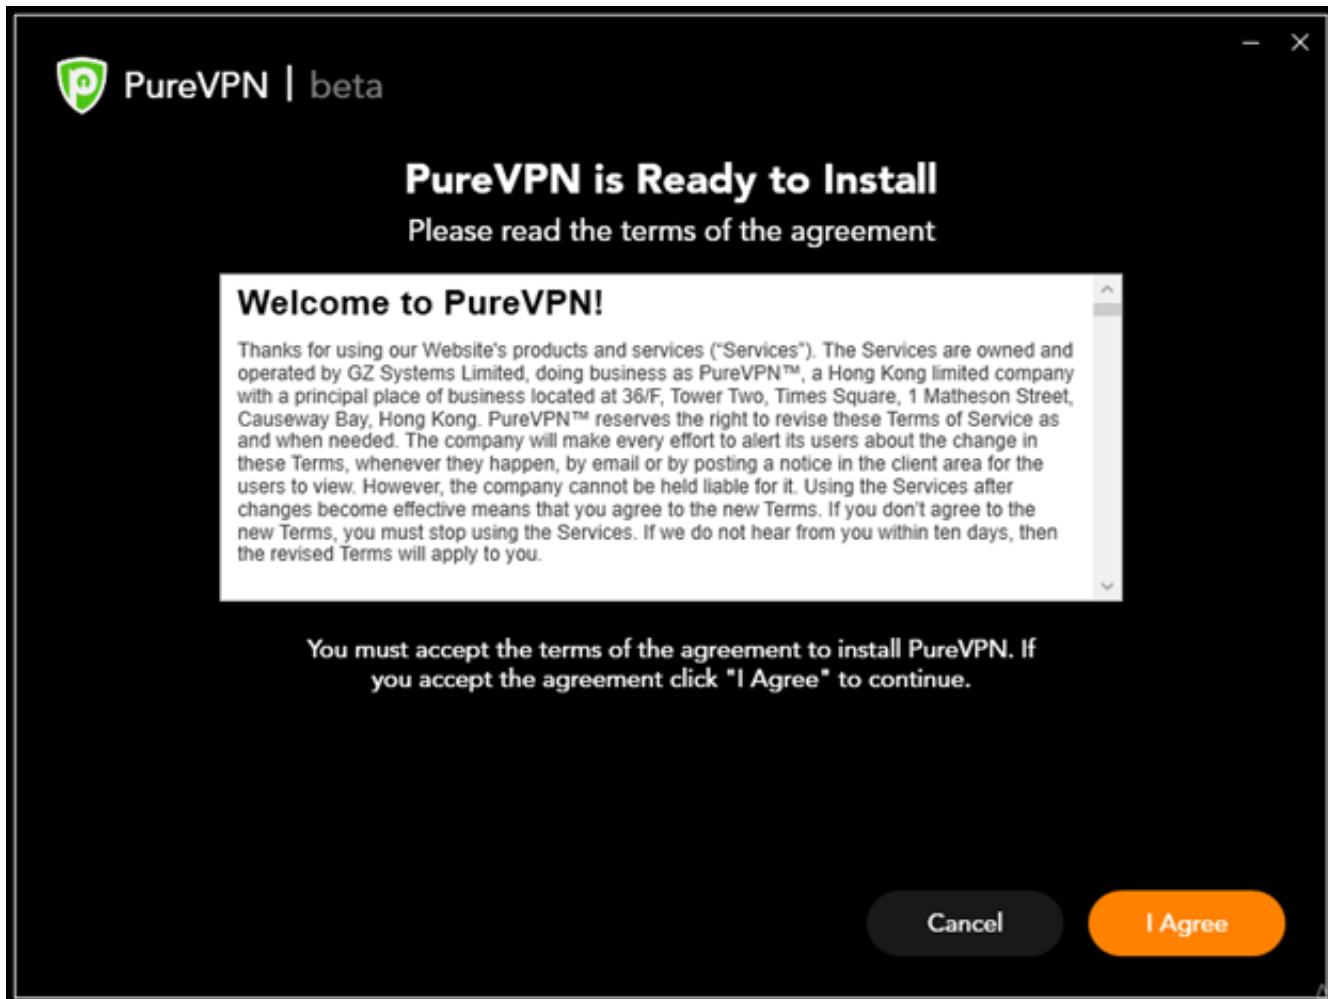 PureVPN | beta
PureVPN is Ready to Install
Please read the terms of the agreement
Welcome to PureVPN!
Thanks for using our Website's products and services (“Services”). The Services are owned and
operated by GZ Systems Limited, doing business as PureVPN™, a Hong Kong limited company
with a principal place of business located at 36/F, Tower Two, Times Square, 1 Matheson Street,
Causeway Bay, Hong Kong. PureVPN™ reserves the right to revise these Terms of Service as
and when needed. The company will make every effort to alert its users about the change in
these Terms, whenever they happen, by email or by posting a notice in the client area for the
users to view. However, the company cannot be held liable for it. Using the Services after
changes become effective means that you agree to the new Terms. If you don’t agree to the
new Terms, you must stop using the Services. If we do not hear from you within ten days, then
the revised Terms will apply to you.
You must accept the terms of the agreement to install PureVPN. If
you accept the agreement click "I Agree" to continue.
Cancel
I Agree